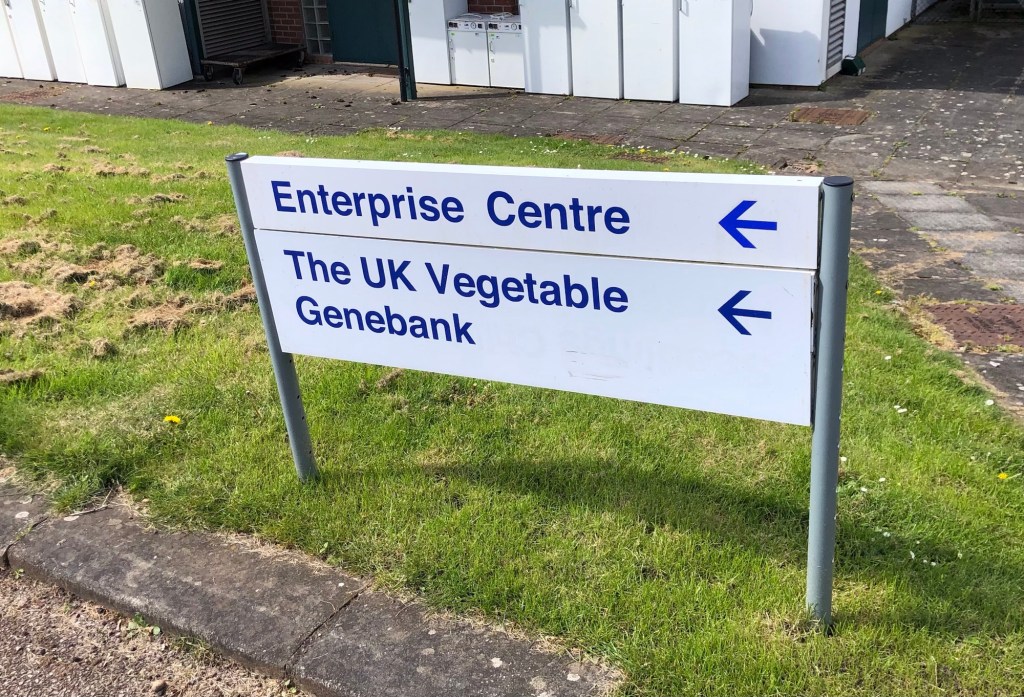 Enterprise Centre ←
The UK Vegetable ←
Genebank